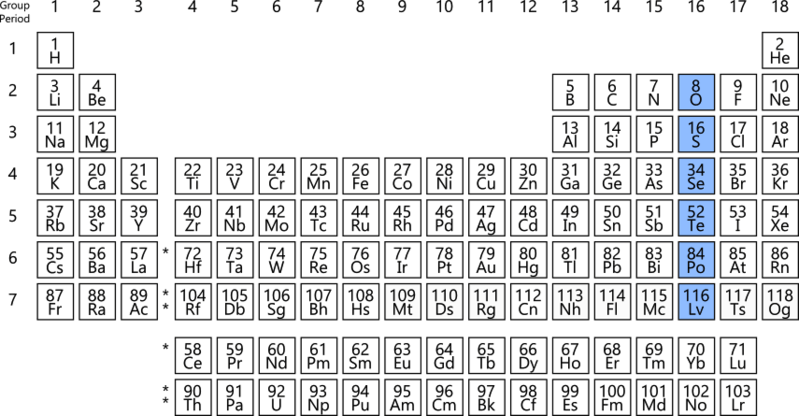 Group 1 2 3 4 5 6 7 8 9 10 11 12 13 14 15 16 17 18
Period
1 1 2
H He
2 3 4 5 6 7 8 9 10
Li Be B C N O F Ne
3 11 12 13 14 15 16 17 18
Na Mg Al Si P S Cl Ar
4 19 20 21 22 23 24 25 26 27 28 29 30 31 32 33 34 35 36
K Ca Sc Ti V Cr Mn Fe Co Ni Cu Zn Ga Ge As Se Br Kr
5 37 38 39 40 41 42 43 44 45 46 47 48 49 50 51 52 53 54
Rb Sr Y Zr Nb Mo Tc Ru Rh Pd Ag Cd In Sn Sb Te I Xe
6 55 56 57 * 72 73 74 75 76 77 78 79 80 81 82 83 84 85 86
Cs Ba La Hf Ta W Re Os Ir Pt Au Hg Tl Pb Bi Po At Rn
7 87 88 89 * 104 105 106 107 108 109 110 111 112 113 114 115 116 117 118
Fr Ra Ac * Rf Db Sg Bh Hs Mt Ds Rg Cn Nh Fl Mc Lv Ts Og
* 58 59 60 61 62 63 64 65 66 67 68 69 70 71
Ce Pr Nd Pm Sm Eu Gd Tb Dy Ho Er Tm Yb Lu
* 90 91 92 93 94 95 96 97 98 99 100 101 102 103
* Th Pa U Np Pu Am Cm Bk Cf Es Fm Md No Lr